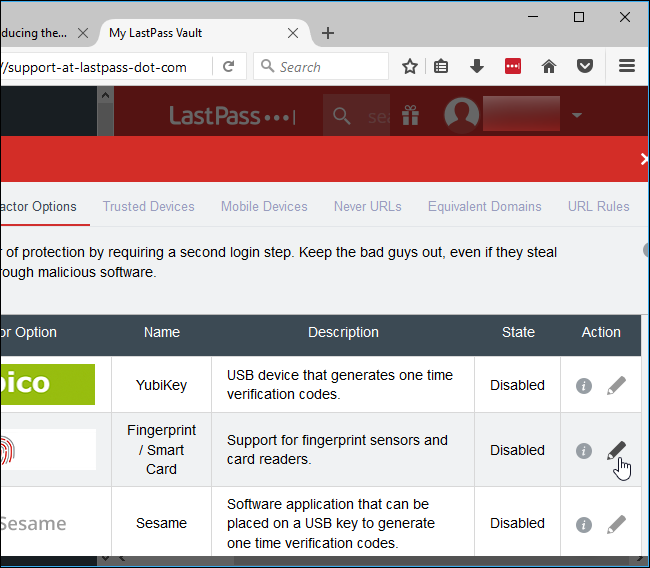 ducing the...
My LastPass Vault
//support-at-lastpass-dot-com
Search
LastPass
sea
actor Options
Trusted Devices
Mobile Devices
Never URLs
Equivalent Domains
URL Rules
r of protection by requiring a second login step. Keep the bad guys out, even if they steal
rough malicious software.
or Option
Name
Description
State
Action
bico
YubiKey
USB device that generates one time
verification codes.
Disabled
Fingerprint
/ Smart
Card
Support for fingerprint sensors and
card readers.
Disabled
Sesame
Sesame
Software application that can be
placed on a USB key to generate
one time verification codes.
Disabled